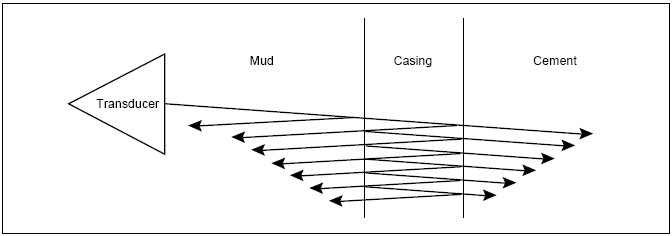 Mud
Casing
Cement
Transducer